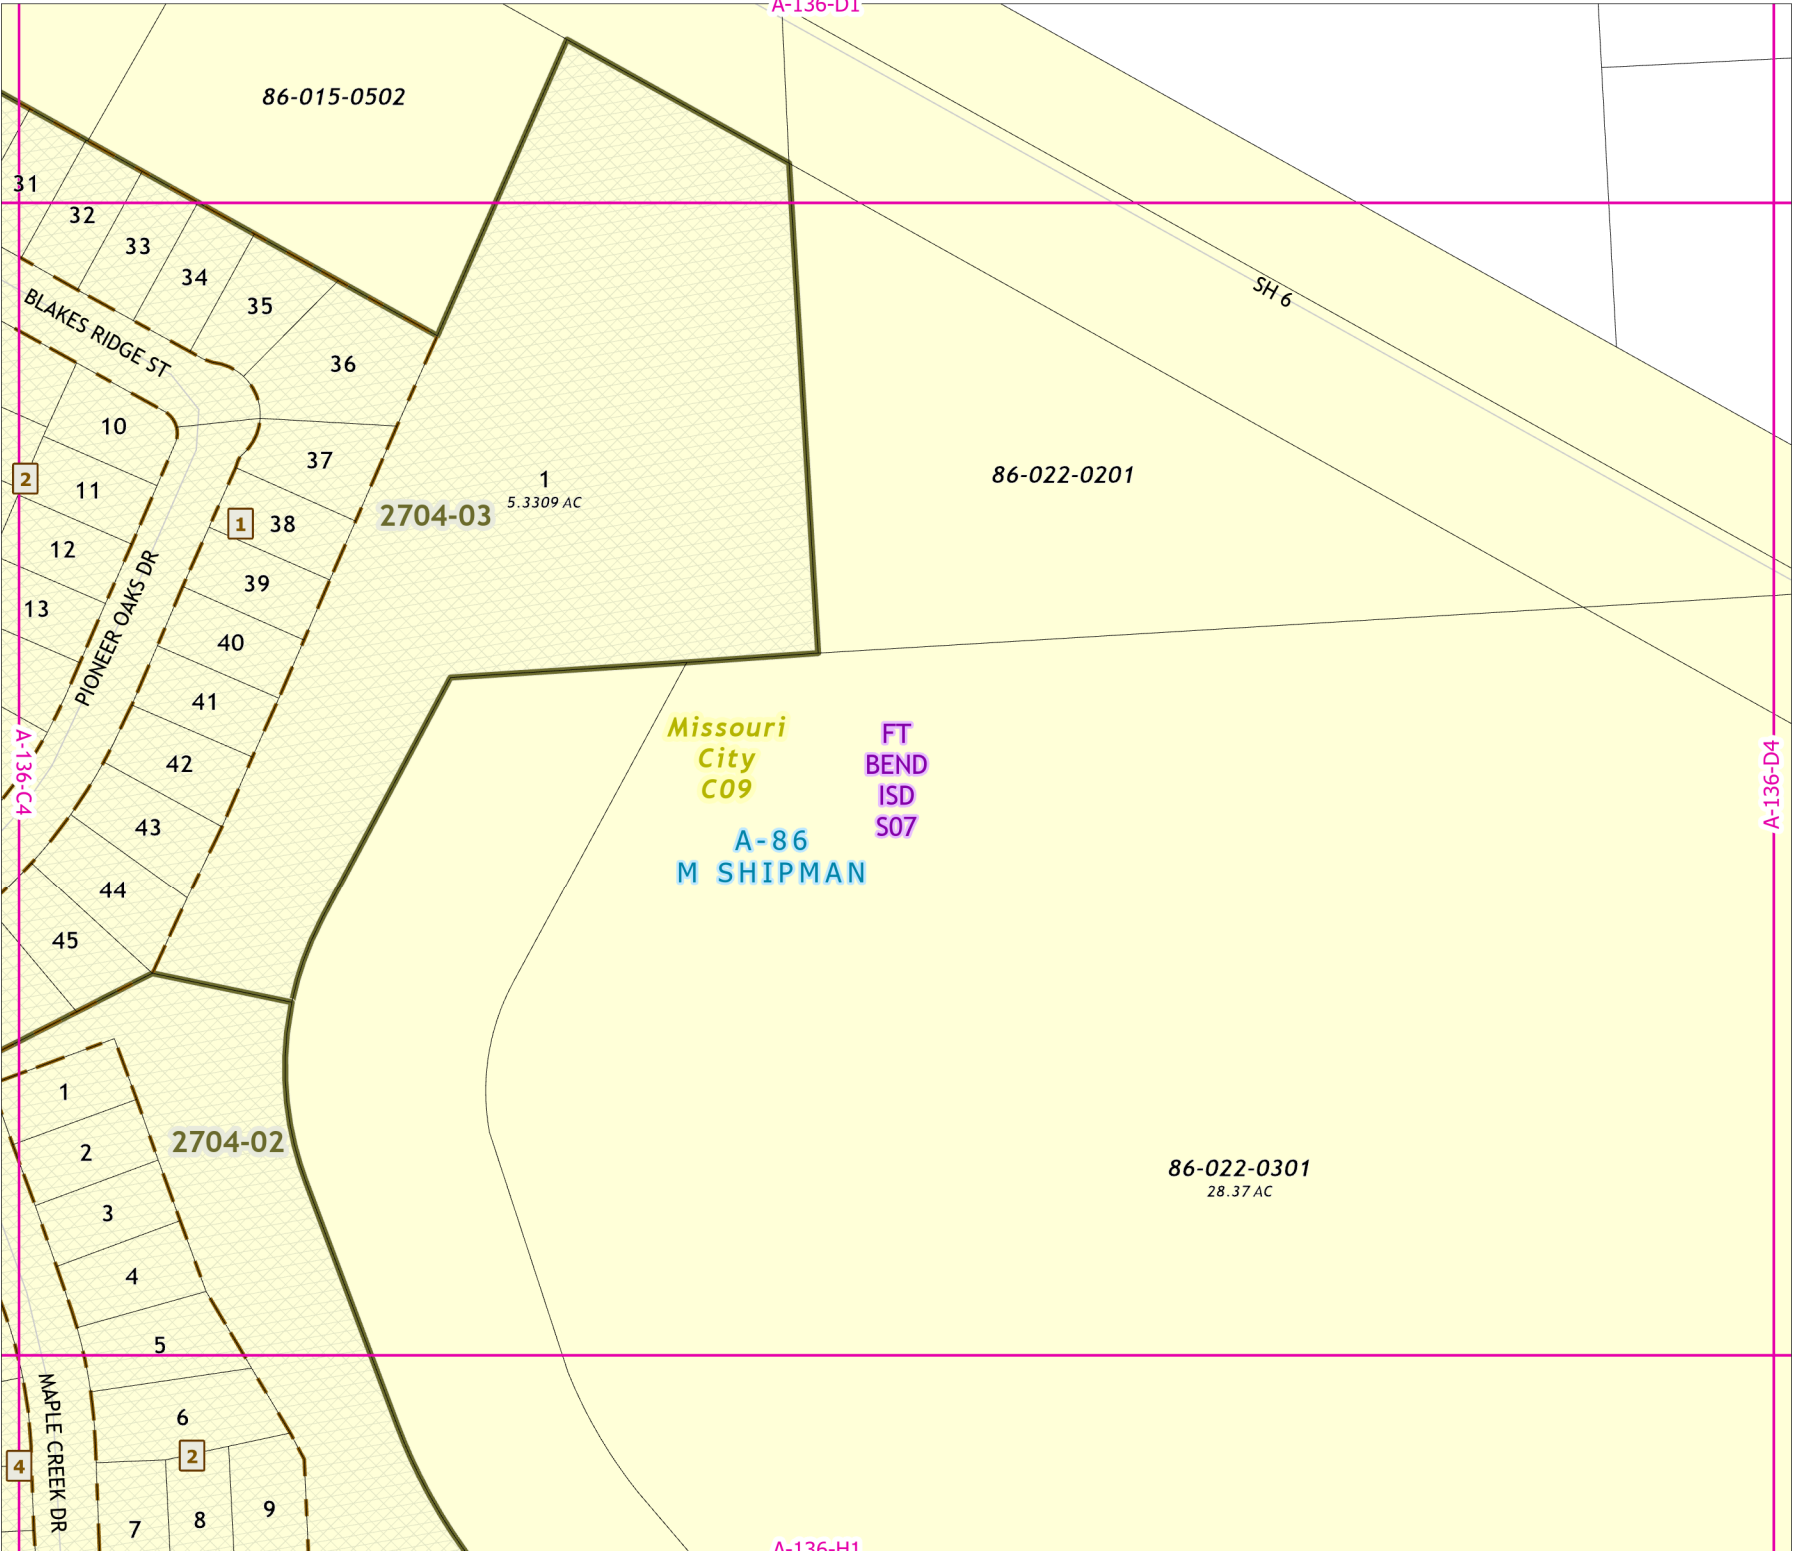 A-136-D1
86-015-0502
31
32
33
34
35
36
BLAKES RIDGE ST
SH 6
10
37
2
11
1
38
2704-03
1
5.3309 AC
86-022-0201
12
39
13
40
PIONEER OAKS DR
41
42
43
44
45
A-136-C4
Missouri
City
C09
FT
BEND
ISD
S07
A-86
M SHIPMAN
A-136-D4
1
2
2704-02
3
4
5
86-022-0301
28.37 AC
6
2
4
MAPLE CREEK DR
7
8
9
A-136-H1